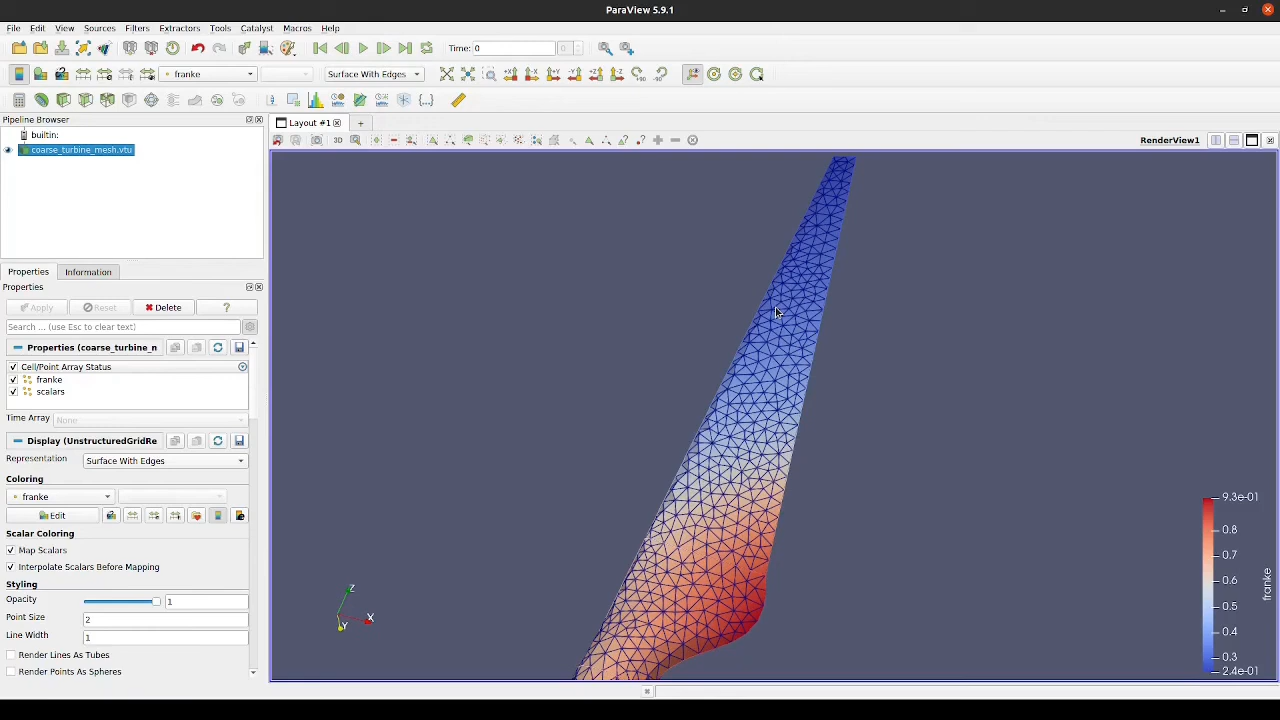 ParaView 5.9.1
File Edit View Sources Filters Extractors Tools Catalyst Macros Help
Time: 0 0
franke Surface With Edges +X -X +Y -Y +Z -Z +90 -90
Pipeline Browser
Layout #1
builtin:
coarse_turbine_mesh.vtu
3D
RenderView1
Properties Information
Properties
Apply Reset Delete ?
Search ... (use Esc to clear text)
Properties (coarse_turbine_n
Cell/Point Array Status
franke
scalars
Time Array None
Display (UnstructuredGridRe
Representation Surface With Edges
Coloring
franke
Edit
Scalar Coloring
Map Scalars
Interpolate Scalars Before Mapping
Styling
Opacity 1
Point Size 2
Line Width 1
Render Lines As Tubes
Render Points As Spheres
Z
X
Y
9.3e-01
0.8
0.7
0.6
0.5
0.4
0.3
2.4e-01
franke